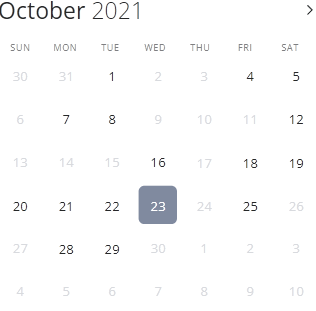 October 2021
SUN MON TUE WED THU FRI SAT
30 31 1 2 3 4 5
6 7 8 9 10 11 12
13 14 15 16 17 18 19
20 21 22 23 24 25 26
27 28 29 30 1 2 3
4 5 6 7 8 9 10